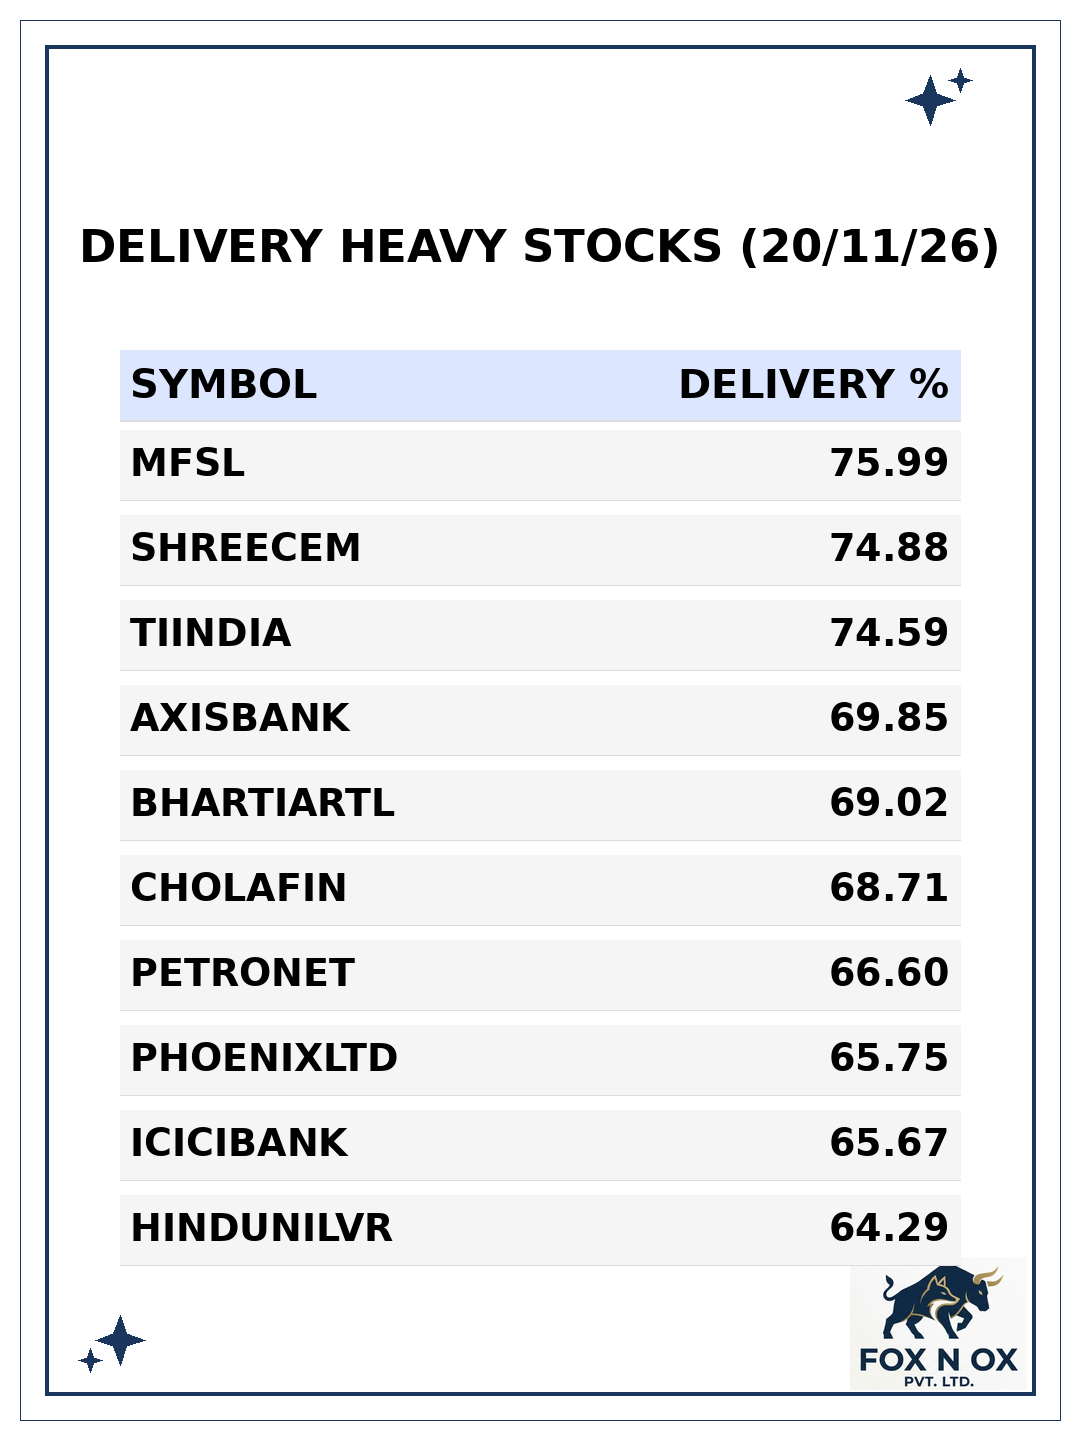 DELIVERY HEAVY STOCKS (20/11/26)
SYMBOL DELIVERY %
MFSL 75.99
SHREECEM 74.88
TIINDIA 74.59
AXISBANK 69.85
BHARTIARTL 69.02
CHOLAFIN 68.71
PETRONET 66.60
PHOENIXLTD 65.75
ICICIBANK 65.67
HINDUNILVR 64.29
FOX N OX
PVT. LTD.